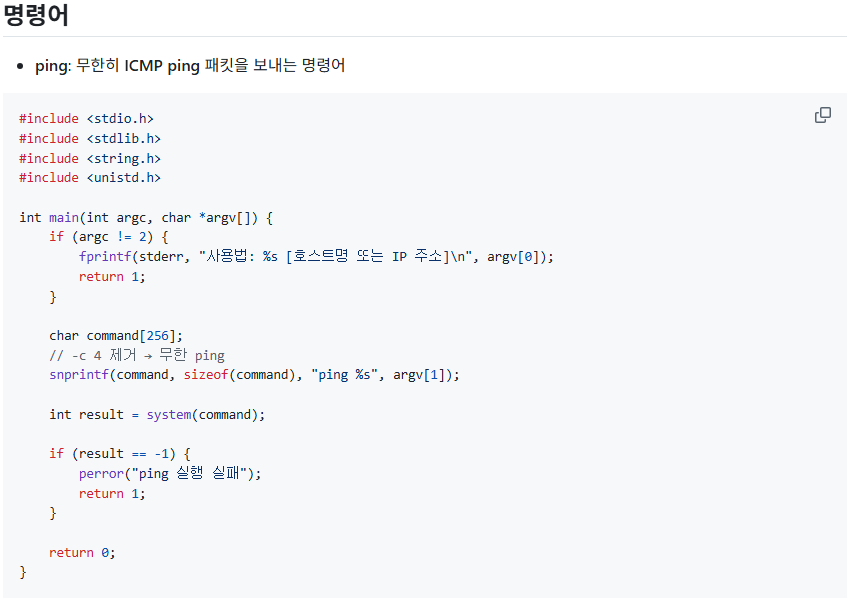 명령어
ping: 무한히 ICMP ping 패킷을 보내는 명령어
#include <stdio.h>
#include <stdlib.h>
#include <string.h>
#include <unistd.h>
int main(int argc, char *argv[]) {
    if (argc != 2) {
        fprintf(stderr, "사용법: %s [호스트명 또는 IP 주소]\n", argv[0]);
        return 1;
    }
    char command[256];
    // -c 4 제거 → 무한 ping
    snprintf(command, sizeof(command), "ping %s", argv[1]);
    int result = system(command);
    if (result == -1) {
        perror("ping 실행 실패");
        return 1;
    }
    return 0;
}